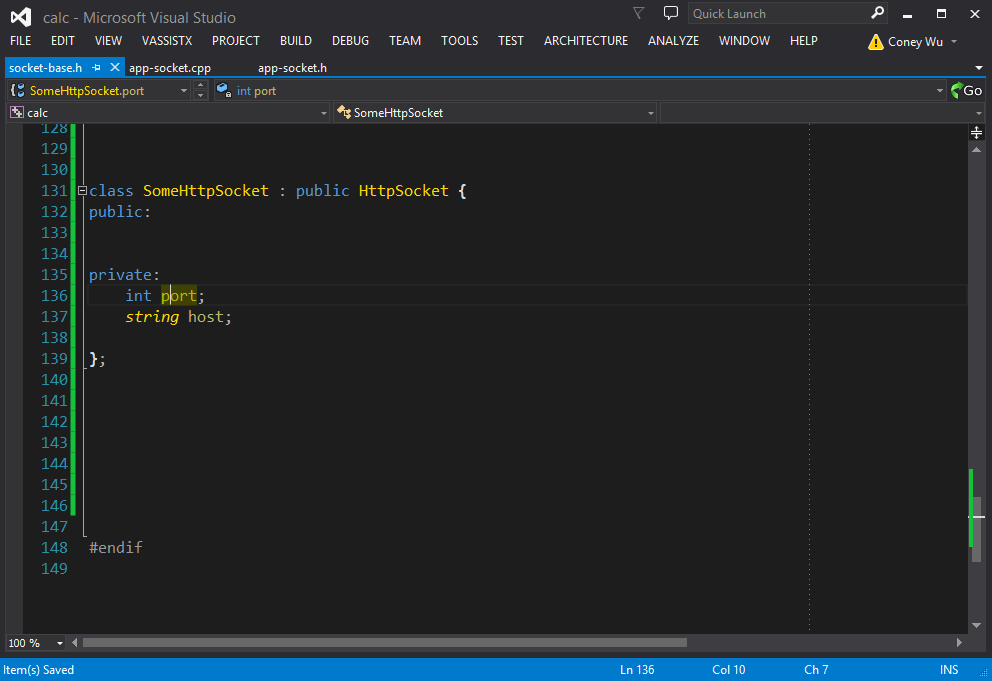 calc - Microsoft Visual Studio
Quick Launch
FILE EDIT VIEW VASSISTX PROJECT BUILD DEBUG TEAM TOOLS TEST ARCHITECTURE ANALYZE WINDOW HELP Coney Wu
socket-base.h app-socket.cpp app-socket.h
SomeHttpSocket.port int port Go
calc SomeHttpSocket
128
129
130
131 class SomeHttpSocket : public HttpSocket {
132 public:
133
134
135 private:
136 int port;
137 string host;
138
139 };
140
141
142
143
144
145
146
147
148 #endif
149
100 %
Item(s) Saved Ln 136 Col 10 Ch 7 INS